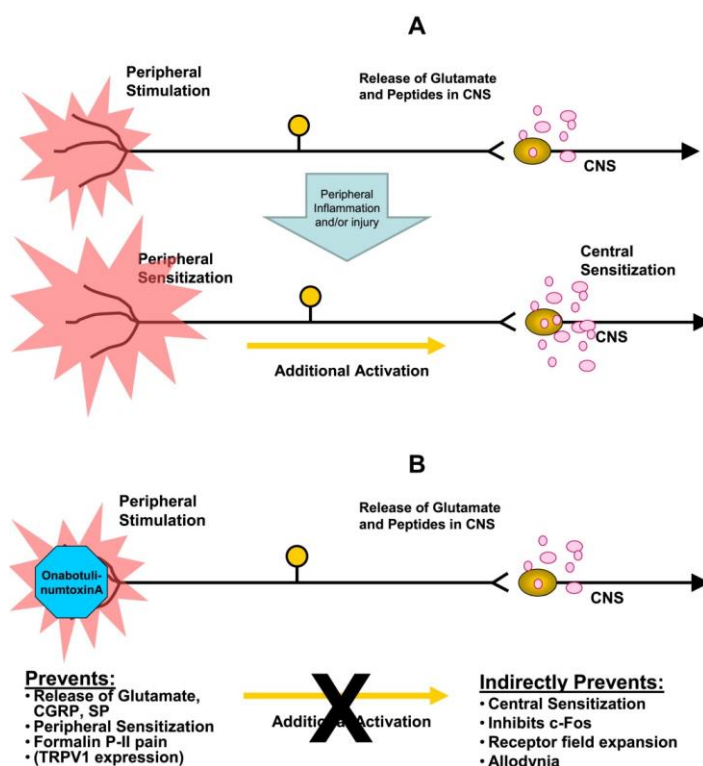 A
Peripheral
Stimulation
Release of Glutamate
and Peptides in CNS
CNS
Peripheral
Inflammation
and/or injury
Peripheral
Sensitization
Central
Sensitization
CNS
Additional Activation
B
Peripheral
Stimulation
Release of Glutamate
and Peptides in CNS
Onabotuli-
numtoxinA
CNS
Prevents:
• Release of Glutamate,
CGRP, SP
• Peripheral Sensitization
• Formalin P-II pain
• (TRPV1 expression)
X
Additional Activation
Indirectly Prevents:
• Central Sensitization
• Inhibits c-Fos
• Receptor field expansion
• Allodynia